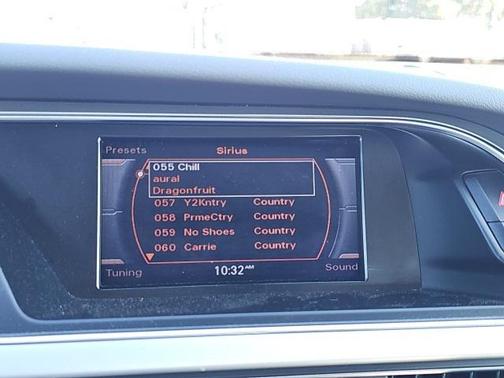 Presets Sirius
055 Chill
aural
Dragonfruit
057 Y2Kntry Country
058 PrmeCtry Country
059 No Shoes Country
060 Carrie Country
Tuning 10:32 AM Sound